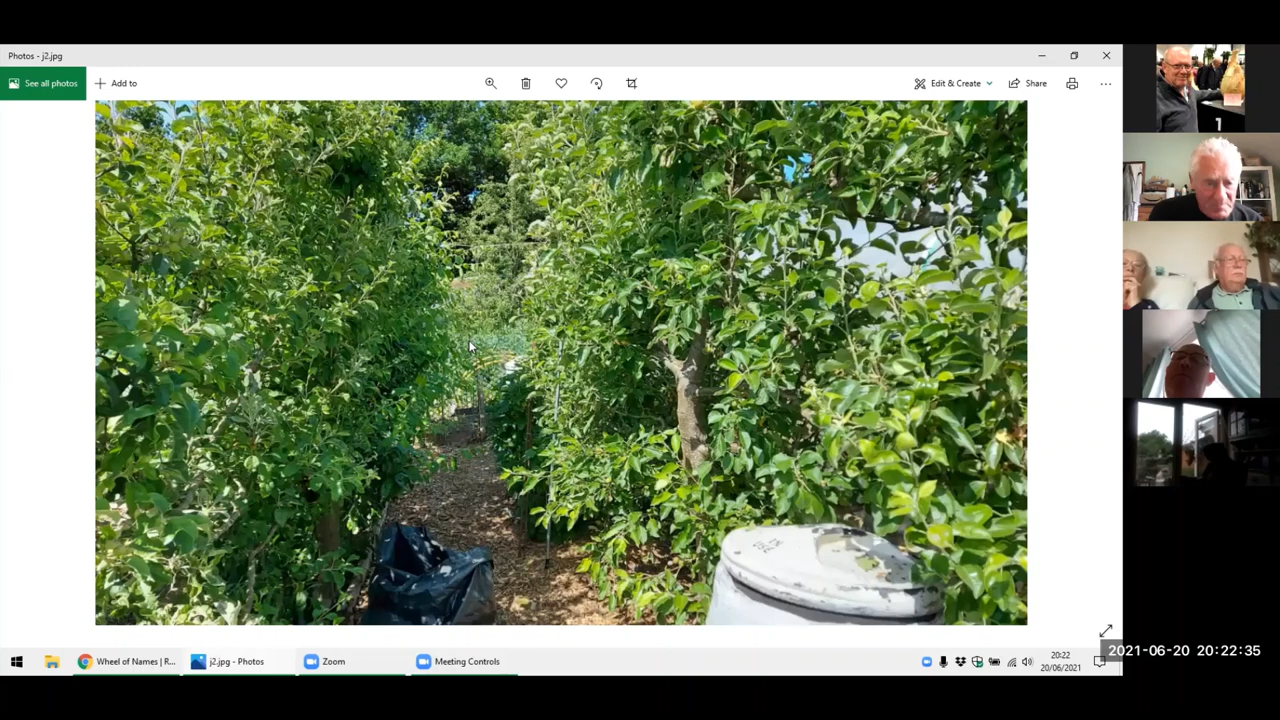 Photos - j2.jpg
See all photos
Add to
Edit & Create
Share
1
Wheel of Names | R...
j2.jpg - Photos
Zoom
Meeting Controls
20:22
20/06/2021
2021-06-20 20:22:35